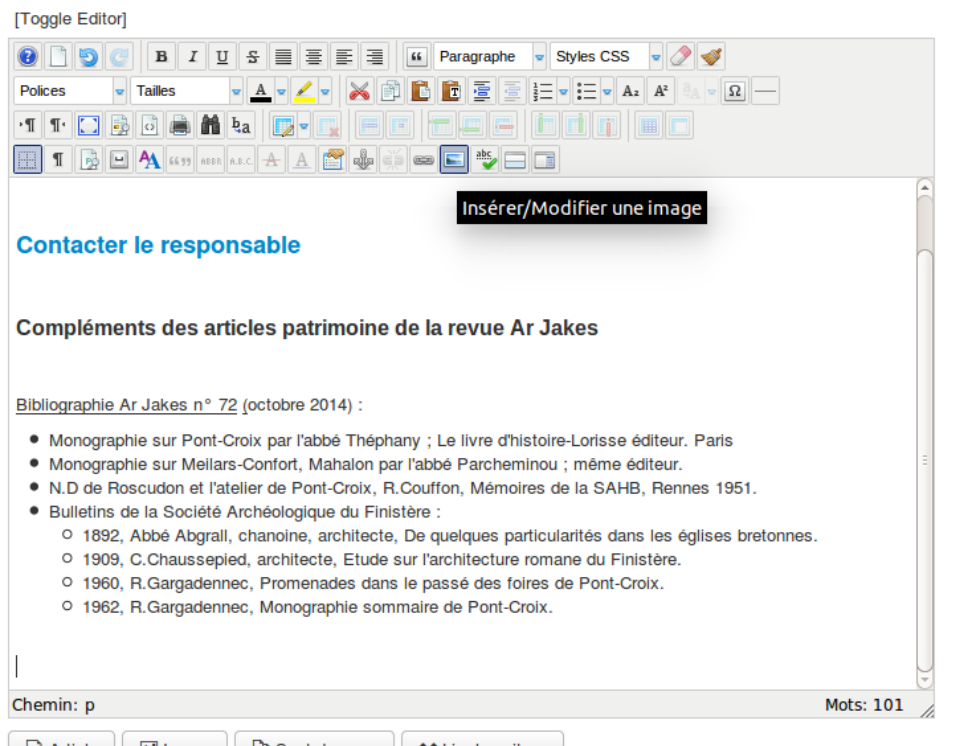 [Toggle Editor]
B I U S Paragraphe Styles CSS
Polices Tailles A A₂ A² Ω
Insérer/Modifier une image
Contacter le responsable
Compléments des articles patrimoine de la revue Ar Jakes
Bibliographie Ar Jakes n° 72 (octobre 2014) :
Monographie sur Pont-Croix par l'abbé Théphany ; Le livre d'histoire-Lorisse éditeur. Paris
Monographie sur Meilars-Confort, Mahalon par l'abbé Parcheminou ; même éditeur.
N.D de Roscudon et l'atelier de Pont-Croix, R.Couffon, Mémoires de la SAHB, Rennes 1951.
Bulletins de la Société Archéologique du Finistère :
1892, Abbé Abgrall, chanoine, architecte, De quelques particularités dans les églises bretonnes.
1909, C.Chaussepied, architecte, Etude sur l'architecture romane du Finistère.
1960, R.Gargadennec, Promenades dans le passé des foires de Pont-Croix.
1962, R.Gargadennec, Monographie sommaire de Pont-Croix.
Chemin: p Mots: 101